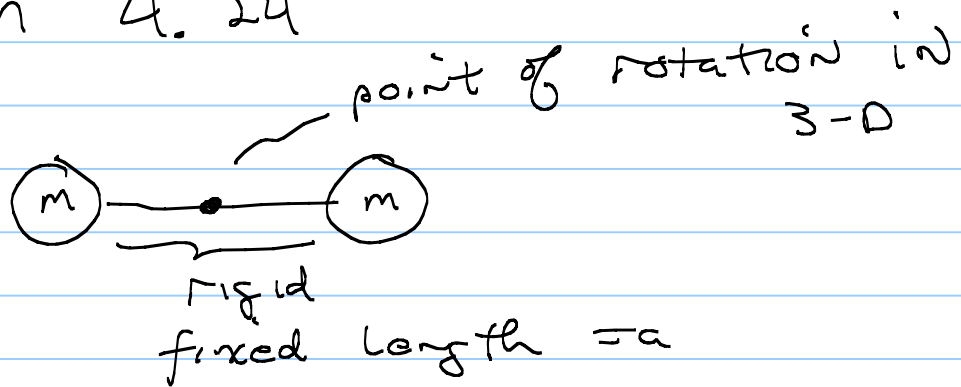 n 4.24
point of rotation in
3-D
m m
rigid
fixed length = a